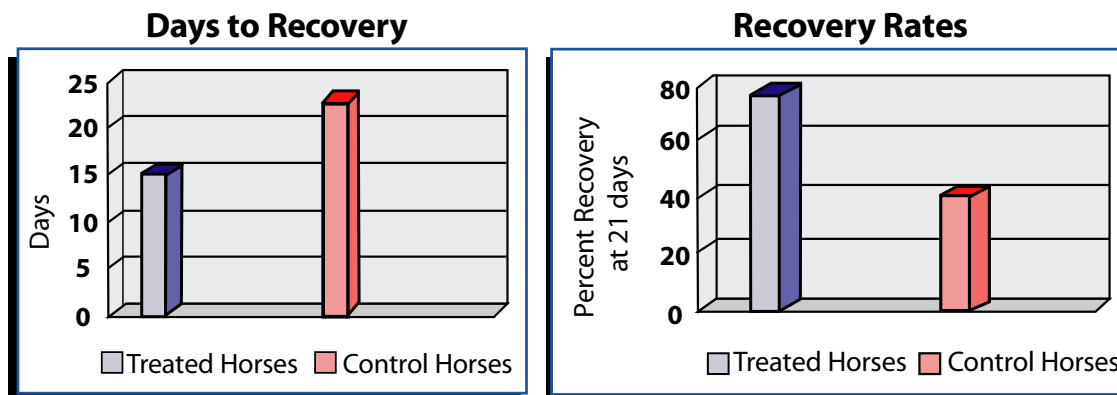 Days to Recovery
25
20
15
10
5
0
Days
Treated Horses Control Horses
Recovery Rates
80
60
40
20
0
Percent Recovery
at 21 days
Treated Horses Control Horses